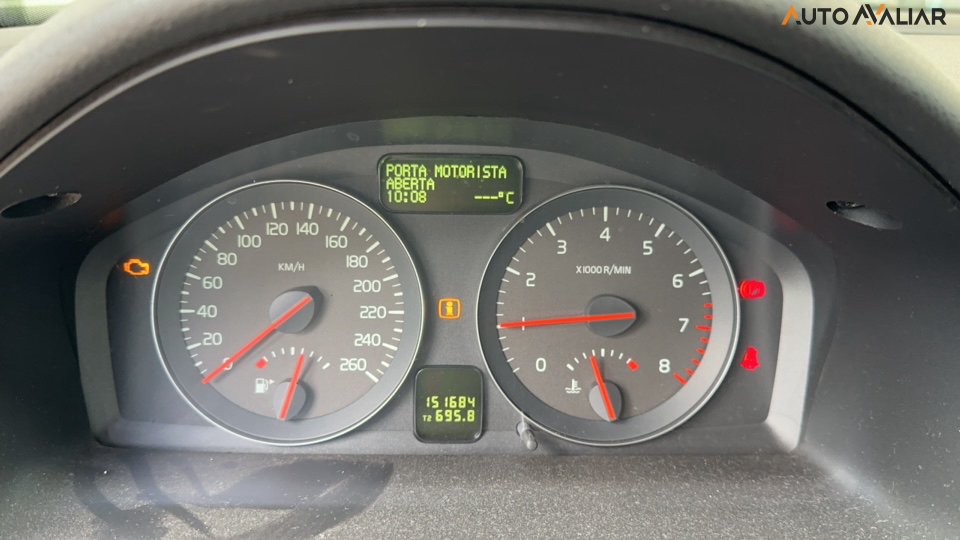 AUTO AVALIAR
PORTA MOTORISTA
ABERTA
10:08 ---°C
0 20 40 60 80 100 120 140 160 180 200 220 240 260
KM/H
0 1 2 3 4 5 6 7 8
X1000 R/MIN
151684
T2 695.8